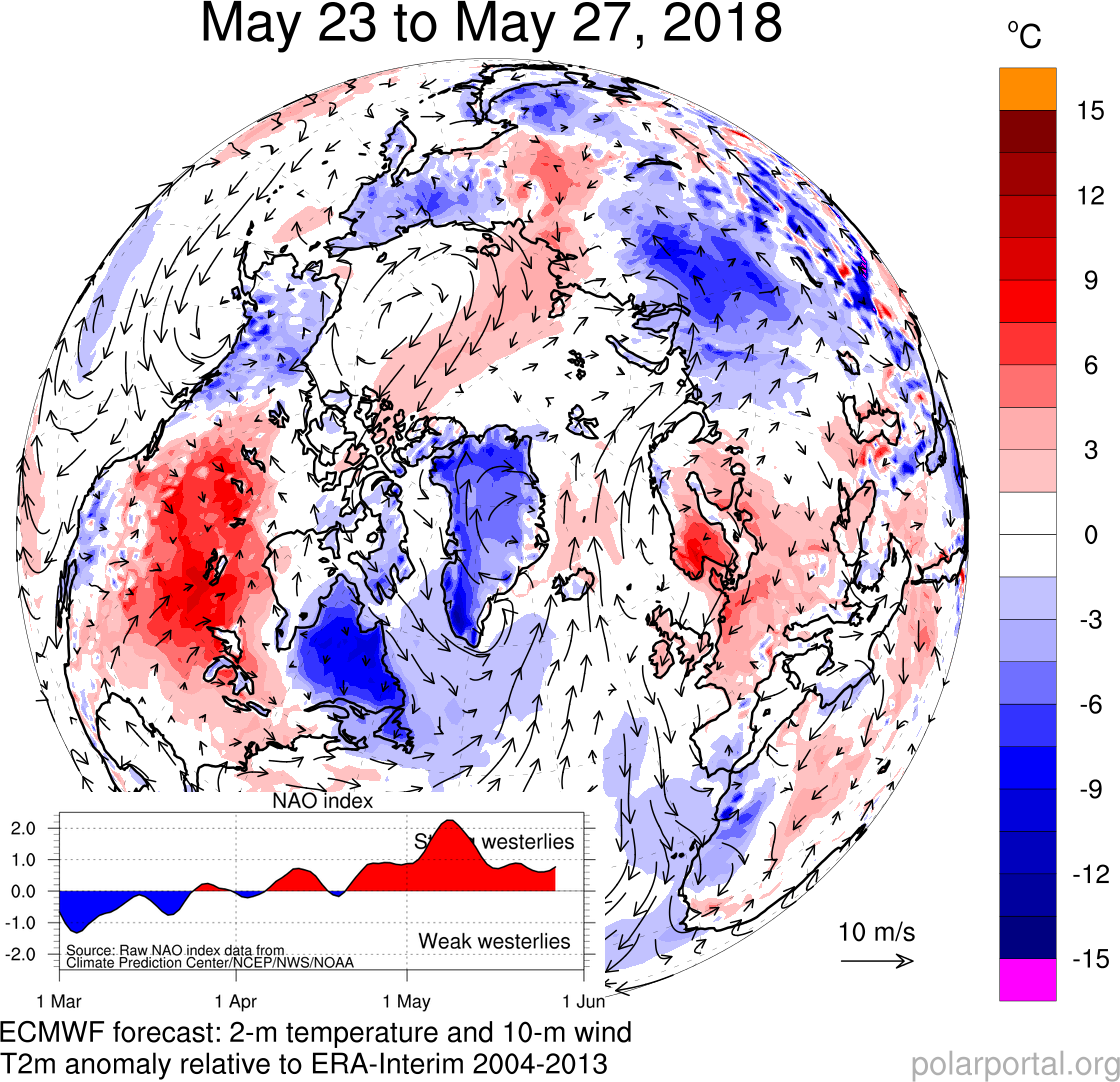 May 23 to May 27, 2018
°C
15
12
9
6
3
0
-3
-6
-9
-12
-15
10 m/s
NAO index
2.0
1.0
0.0
-1.0
-2.0
westerlies
Weak westerlies
Source: Raw NAO index data from
Climate Prediction Center/NCEP/NWS/NOAA
1 Mar
1 Apr
1 May
1 Jun
ECMWF forecast: 2-m temperature and 10-m wind
T2m anomaly relative to ERA-Interim 2004-2013
polarportal.org